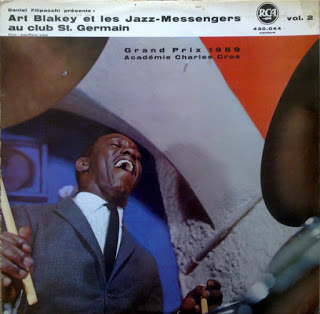 Daniel Filipacchi présente :
Art Blakey et les Jazz-Messengers
au club St. Germain
RCA
vol. 2
430.044
standard
Grand Prix 1959
Académie Charles Cros